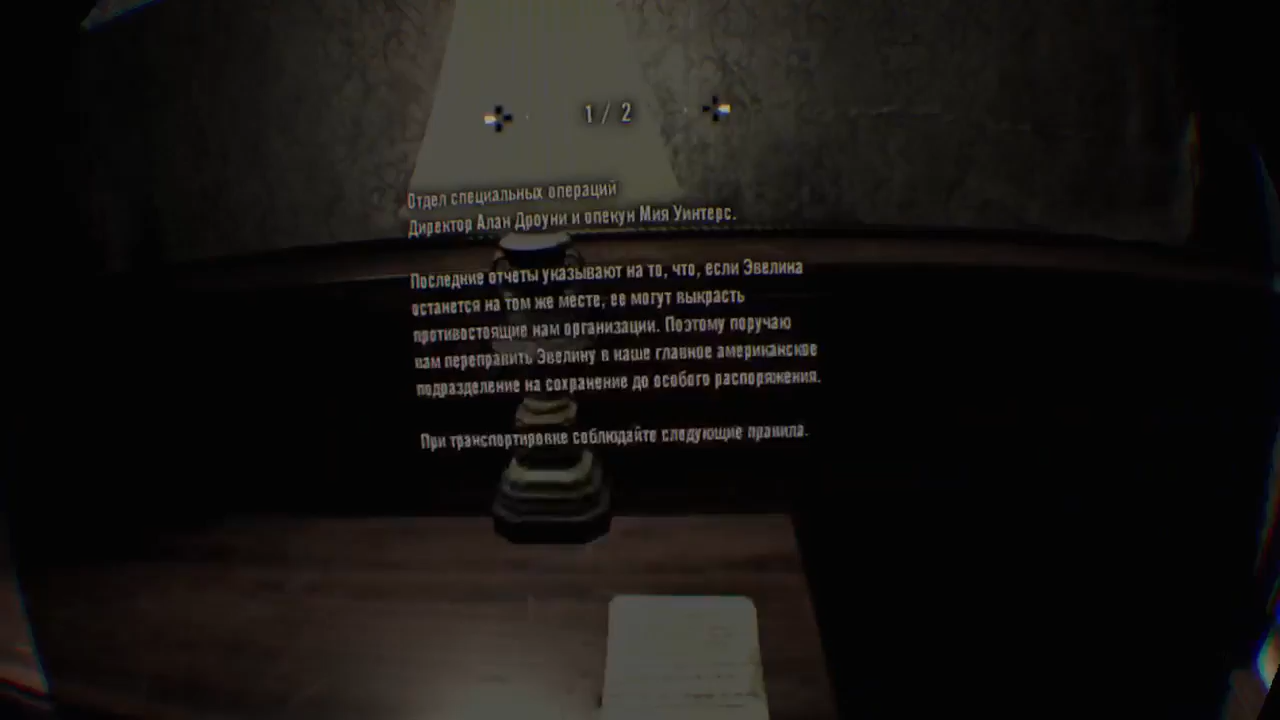 1 / 2
Отдел специальных операций
Директор Алан Дроуни и опекун Мия Уинтерс.
Последние отчеты указывают на то, что, если Эвелина
останется на том же месте, ее могут выкрасть
противостоящие нам организации. Поэтому поручаю
вам переправить Эвелину в наше главное американское
подразделение на сохранение до особого распоряжения.
При транспортировке соблюдайте следующие правила.